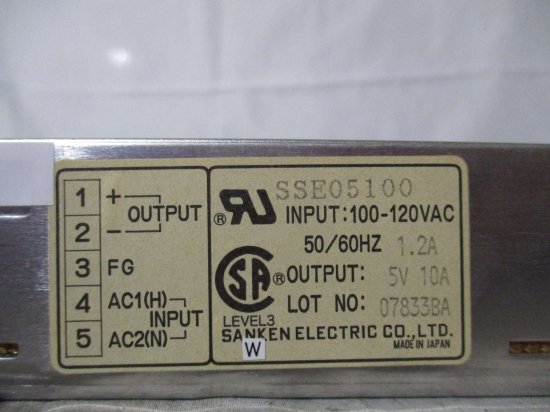 1 +
OUTPUT
2 -
3 FG
4 AC1(H)
INPUT
5 AC2(N)
SSE05100
INPUT:100-120VAC
50/60HZ 1.2A
OUTPUT: 5V 10A
LOT NO: 07833BA
LEVEL3
SANKEN ELECTRIC CO.,LTD.
W MADE IN JAPAN